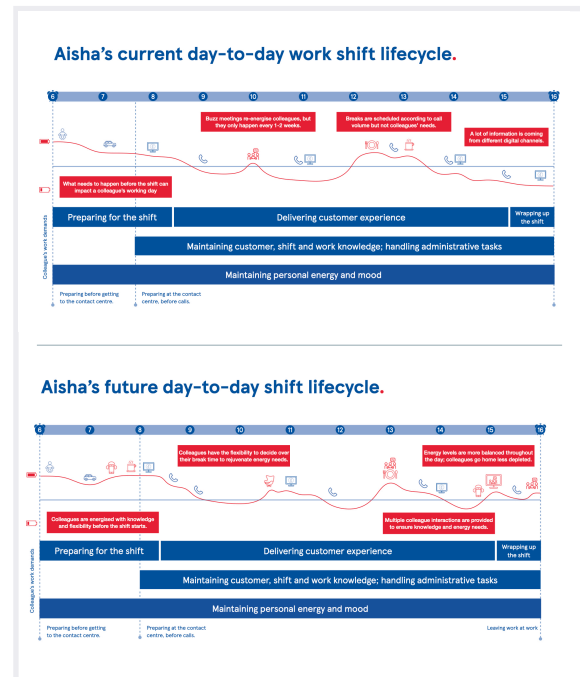 Aisha's current day-to-day work shift lifecycle.
6 7 8 9 10 11 12 13 14 15 16
Buzz meetings re-energise colleagues, but
they only happen every 1-2 weeks.
Breaks are scheduled according to call
volume but not colleagues' needs.
A lot of information is coming
from different digital channels.
What needs to happen before the shift can
impact a colleague's working day
Colleague's work demands
Preparing for the shift
Delivering customer experience
Wrapping up
the shift
Maintaining customer, shift and work knowledge; handling administrative tasks
Maintaining personal energy and mood
Preparing before getting
to the contact centre.
Preparing at the contact
centre, before calls.
Aisha's future day-to-day shift lifecycle.
6 7 8 9 10 11 12 13 14 15 16
Colleagues have the flexibility to decide over
their break time to rejuvenate energy needs.
Energy levels are more balanced throughout
the day; colleagues go home less depleted.
Colleagues are energised with knowledge
and flexibility before the shift starts.
Multiple colleague interactions are provided
to ensure knowledge and energy needs.
Colleague's work demands
Preparing for the shift
Delivering customer experience
Wrapping up
the shift
Maintaining customer, shift and work knowledge; handling administrative tasks
Maintaining personal energy and mood
Preparing before getting
to the contact centre.
Preparing at the contact
centre, before calls.
Leaving work at work